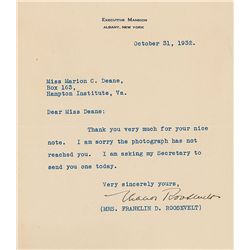 EXECUTIVE MANSION
ALBANY, NEW YORK
October 31, 1932.
Miss Marion C. Deane,
Box 163,
Hampton Institute, Va.
Dear Miss Deane:
Thank you very much for your nice
note. I am sorry the photograph has not
reached you. I am asking my Secretary to
send you one today.
Very sincerely yours,
Eleanor Roosevelt
(MRS. FRANKLIN D. ROOSEVELT)